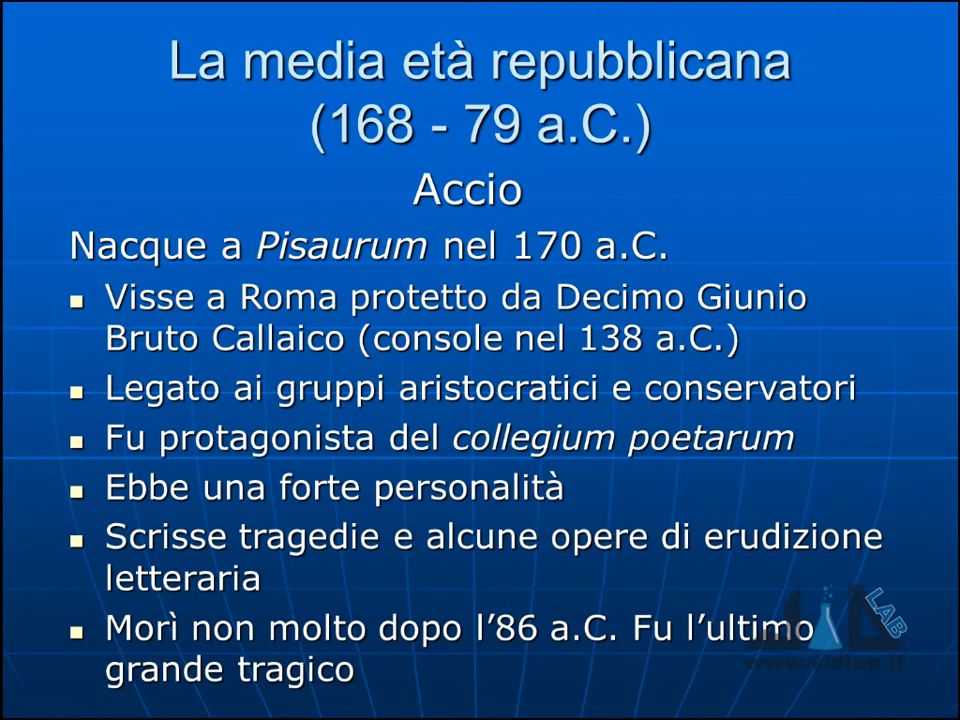 La media età repubblicana
(168 - 79 a.C.)
Accio
Nacque a Pisaurum nel 170 a.C.
Visse a Roma protetto da Decimo Giunio
Bruto Callaico (console nel 138 a.C.)
Legato ai gruppi aristocratici e conservatori
Fu protagonista del collegium poetarum
Ebbe una forte personalità
Scrisse tragedie e alcune opere di erudizione
letteraria
Morì non molto dopo l'86 a.C. Fu l'ultimo
grande tragico
LAB